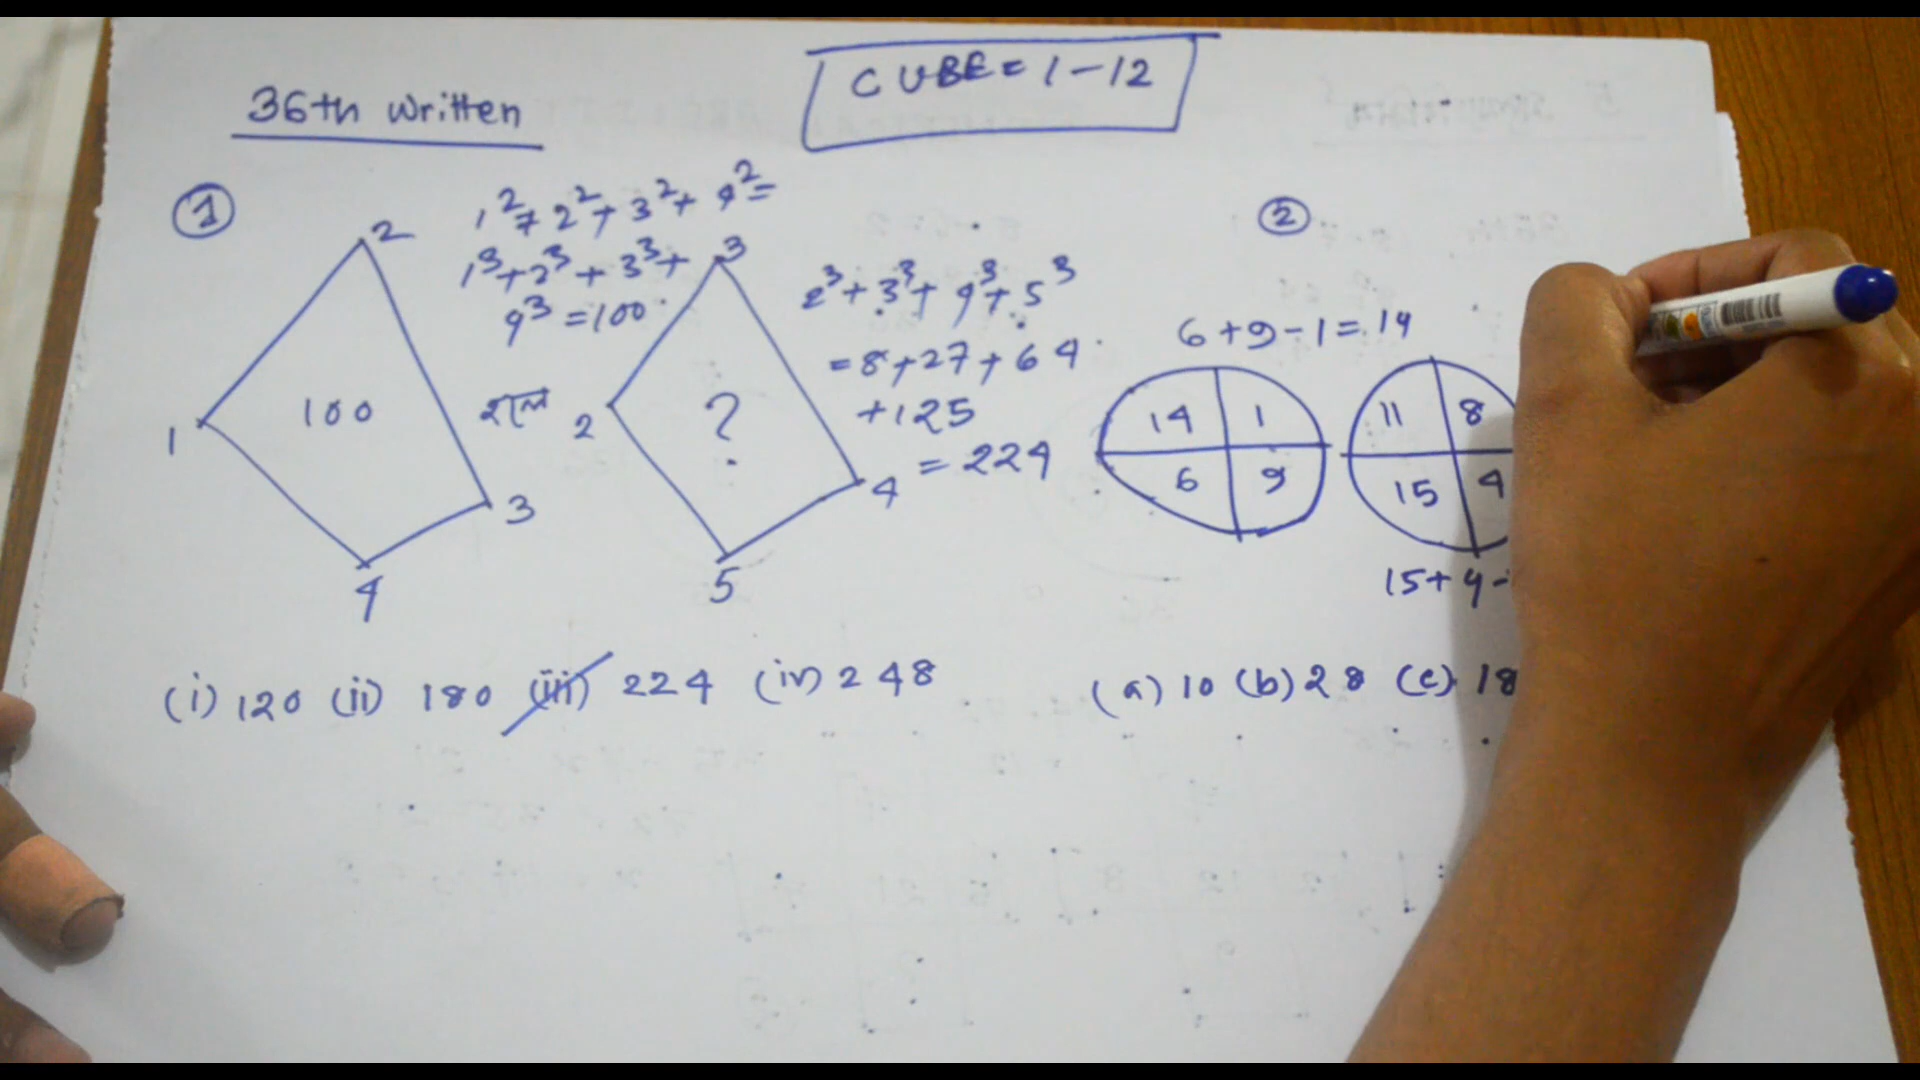 CUBE = 1-12
36th written
1
1² + 2² + 3² + 4² =
1³ + 2³ + 3³ +
4³ = 100
2
1
100
3
4
হলে
3
2
?
4
5
2³ + 3³ + 4³ + 5³
= 8 + 27 + 64
+ 125
= 224
(i) 120 (ii) 180 (iii) 224 (iv) 248
2
6 + 9 - 1 = 14
14 1
6 9
11 8
15 4
15 + 4 -
(a) 10 (b) 28 (c) 18